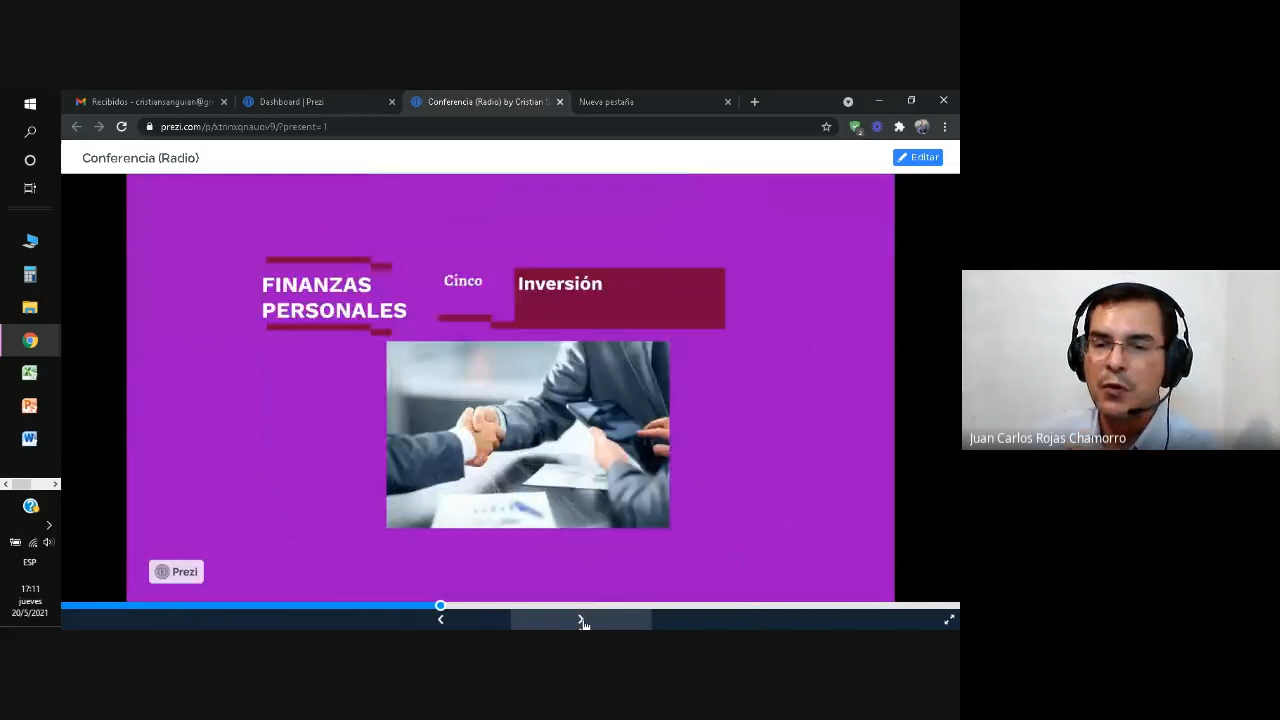 Recibidos - cristiansanguian@gm
Dashboard | Prezi
Conferencia (Radio) by Cristian S
Nueva pestaña
prezi.com/p/xtnnxqnauov9/?present=1
Conferencia (Radio)
Editar
FINANZAS
PERSONALES
Cinco
Inversión
Juan Carlos Rojas Chamorro
Prezi
ESP
17:11
jueves
20/5/2021